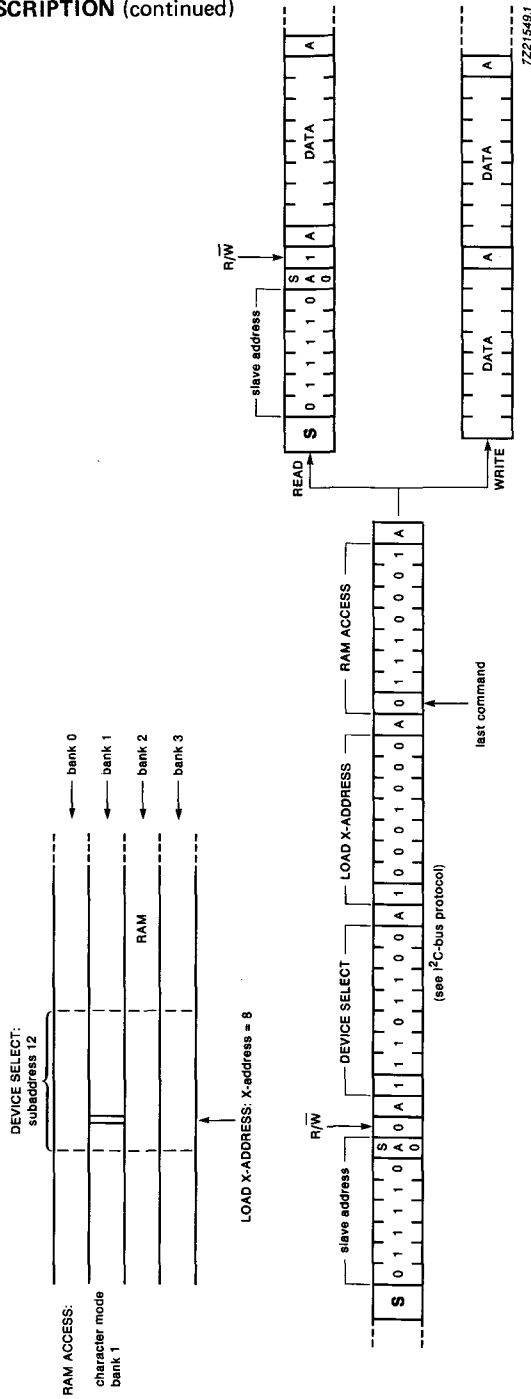 SCRIPTION (continued)
DEVICE SELECT:
subaddress 12
RAM ACCESS:
character mode
bank 1
bank 0
bank 1
bank 2
bank 3
RAM
LOAD X-ADDRESS: X-address = 8
R/W
slave address
DEVICE SELECT
LOAD X-ADDRESS
RAM ACCESS
S 0 1 1 1 1 0 SA0 0 A 1 1 1 0 1 1 0 0 A 1 0 0 0 1 0 0 0 A 0 1 1 1 0 0 0 1 A
last command
(see I²C-bus protocol)
READ
R/W
slave address
S 0 1 1 1 1 0 SA0 1 A DATA A
WRITE
DATA A DATA A
7Z21549.1